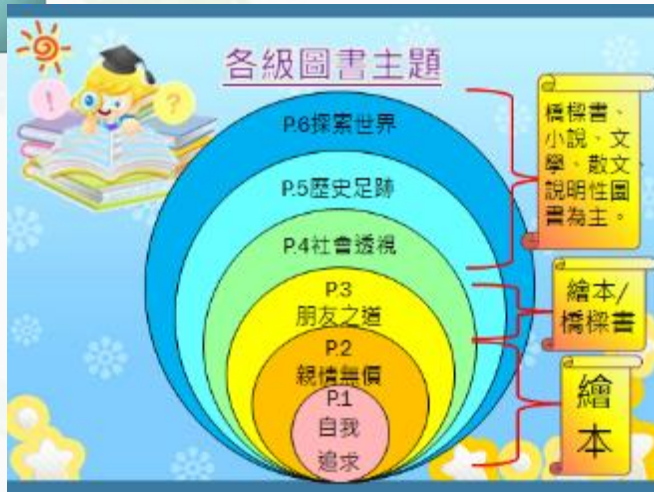 各級圖書主題
P.6探索世界
P.5歷史足跡
P.4社會透視
P.3
朋友之道
P.2
親情無價
P.1
自我
追求
橋樑書、
小說、文
學、散文、
說明性圖
書為主。
繪本/
橋樑書
繪
本
!
?